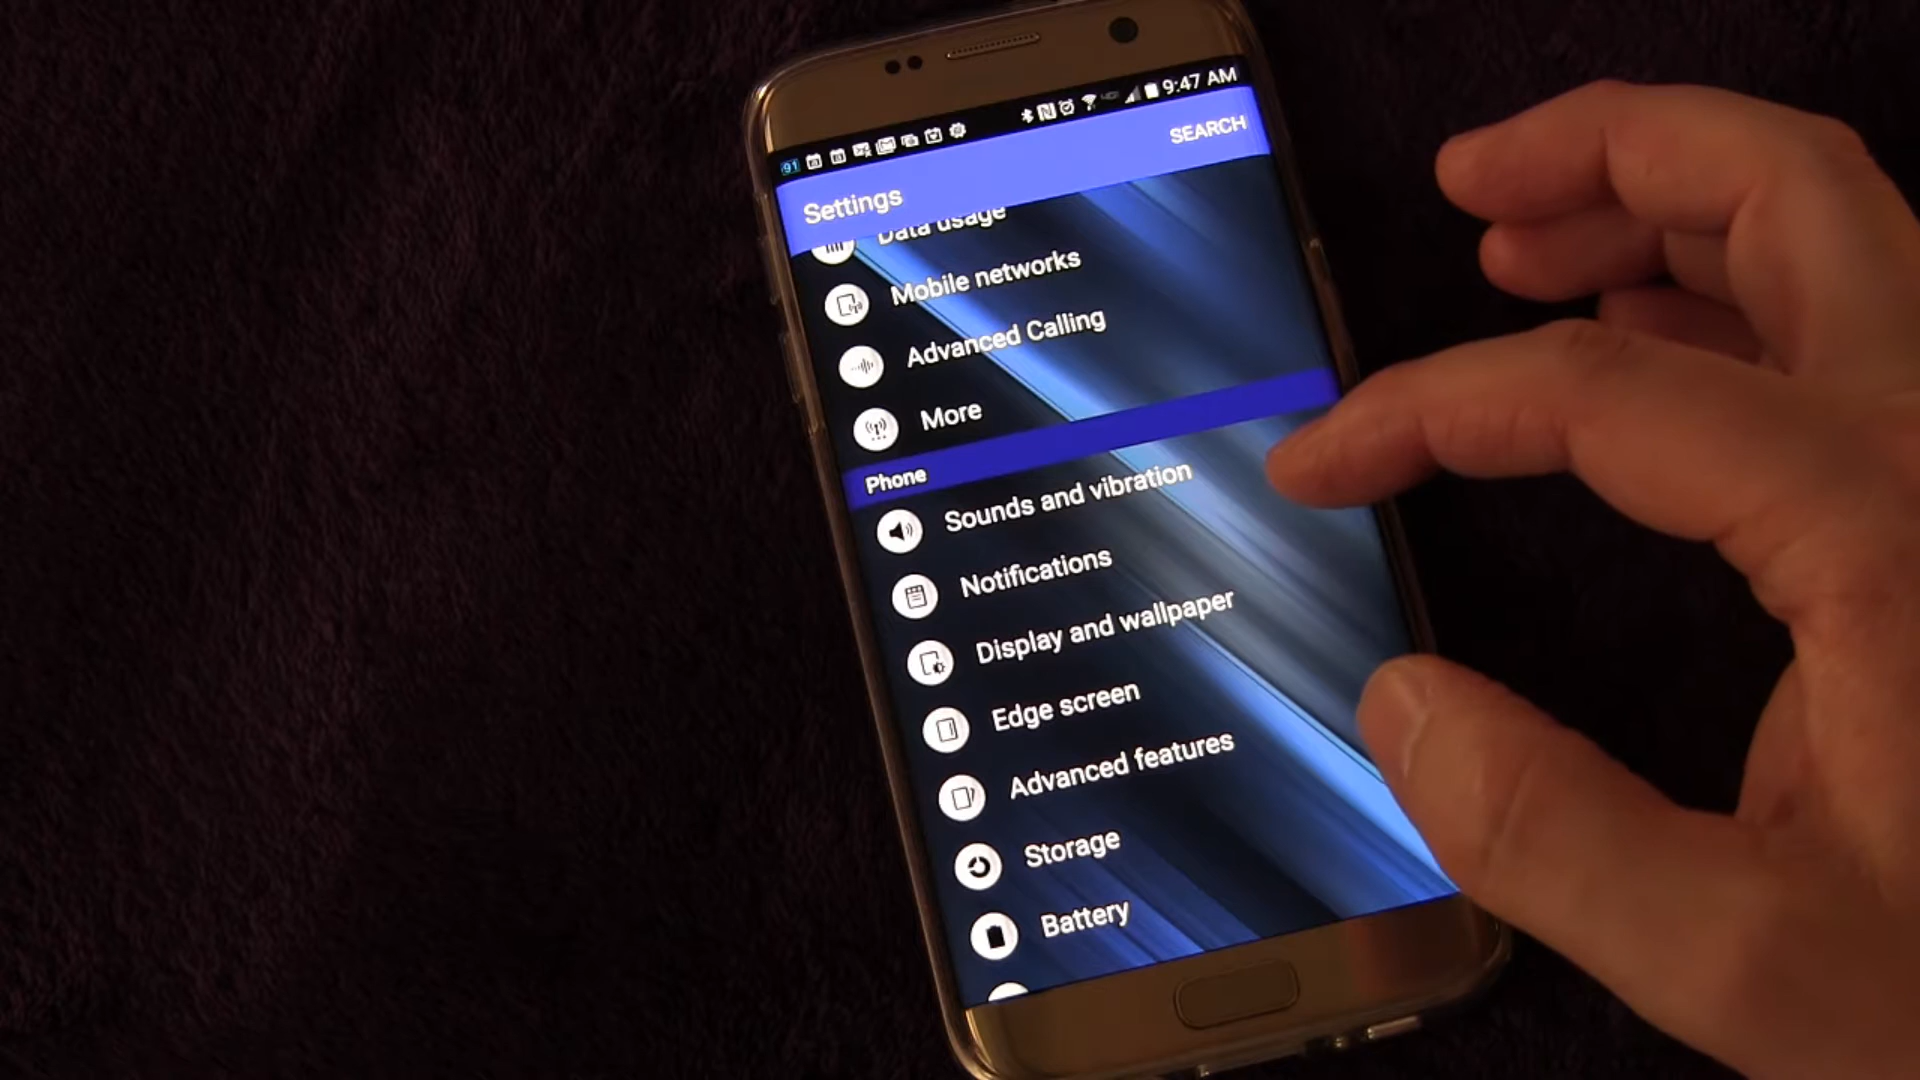 91
9:47 AM
SEARCH
Settings
Data usage
Mobile networks
Advanced Calling
More
Phone
Sounds and vibration
Notifications
Display and wallpaper
Edge screen
Advanced features
Storage
Battery